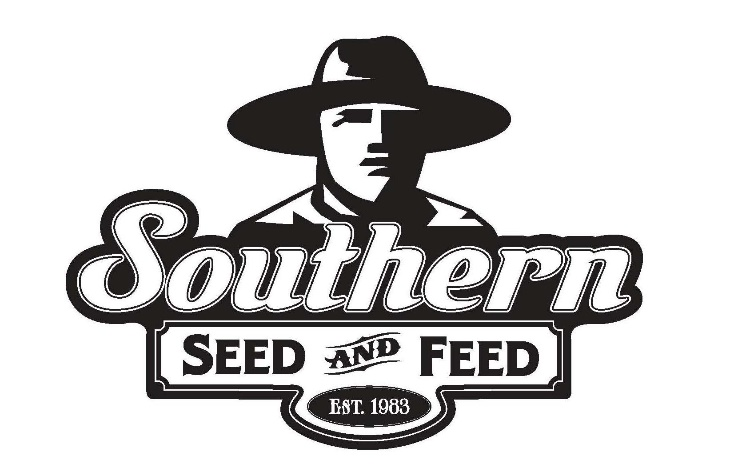 Southern
SEED AND FEED
EST. 1983